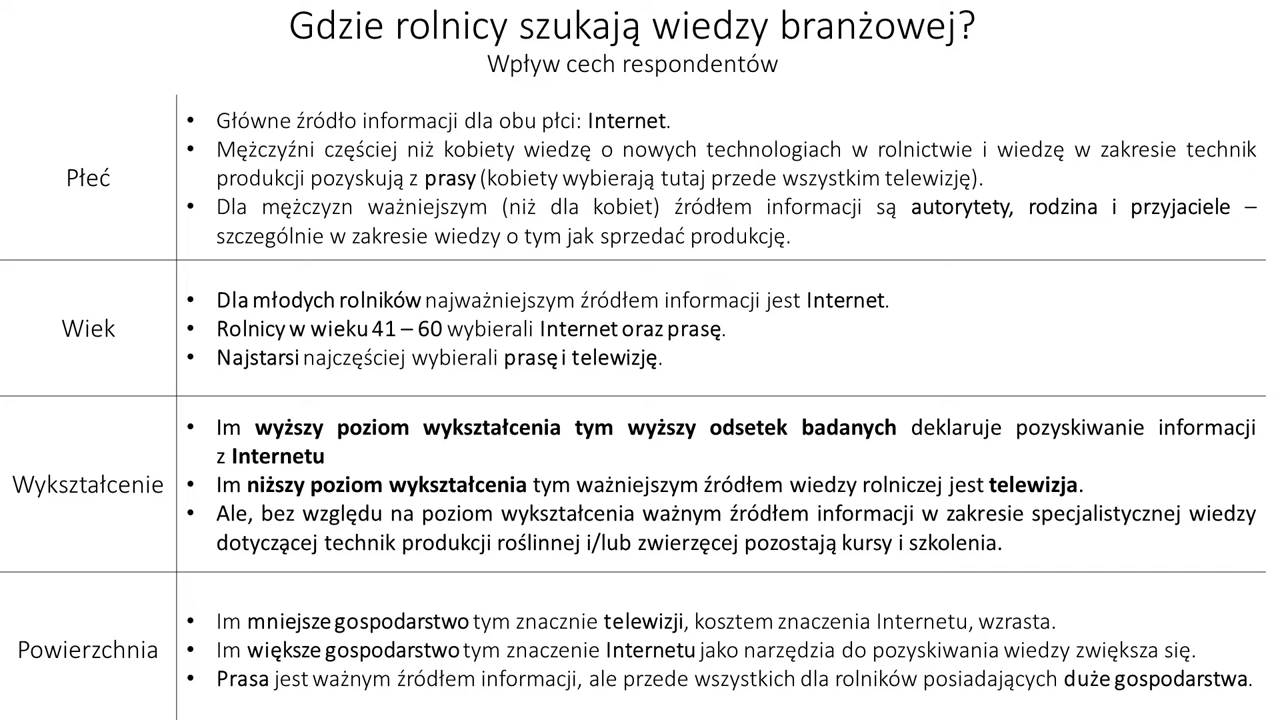 Gdzie rolnicy szukają wiedzy branżowej?
Wpływ cech respondentów
Płeć
• Główne źródło informacji dla obu płci: Internet.
• Mężczyźni częściej niż kobiety wiedzę o nowych technologiach w rolnictwie i wiedzę w zakresie technik
produkcji pozyskują z prasy (kobiety wybierają tutaj przede wszystkim telewizję).
• Dla mężczyzn ważniejszym (niż dla kobiet) źródłem informacji są autorytety, rodzina i przyjaciele –
szczególnie w zakresie wiedzy o tym jak sprzedać produkcję.
Wiek
• Dla młodych rolników najważniejszym źródłem informacji jest Internet.
• Rolnicy w wieku 41 – 60 wybierali Internet oraz prasę.
• Najstarsi najczęściej wybierali prasę i telewizję.
Wykształcenie
• Im wyższy poziom wykształcenia tym wyższy odsetek badanych deklaruje pozyskiwanie informacji
z Internetu
• Im niższy poziom wykształcenia tym ważniejszym źródłem wiedzy rolniczej jest telewizja.
• Ale, bez względu na poziom wykształcenia ważnym źródłem informacji w zakresie specjalistycznej wiedzy
dotyczącej technik produkcji roślinnej i/lub zwierzęcej pozostają kursy i szkolenia.
Powierzchnia
• Im mniejsze gospodarstwo tym znacznie telewizji, kosztem znaczenia Internetu, wzrasta.
• Im większe gospodarstwo tym znaczenie Internetu jako narzędzia do pozyskiwania wiedzy zwiększa się.
• Prasa jest ważnym źródłem informacji, ale przede wszystkich dla rolników posiadających duże gospodarstwa.